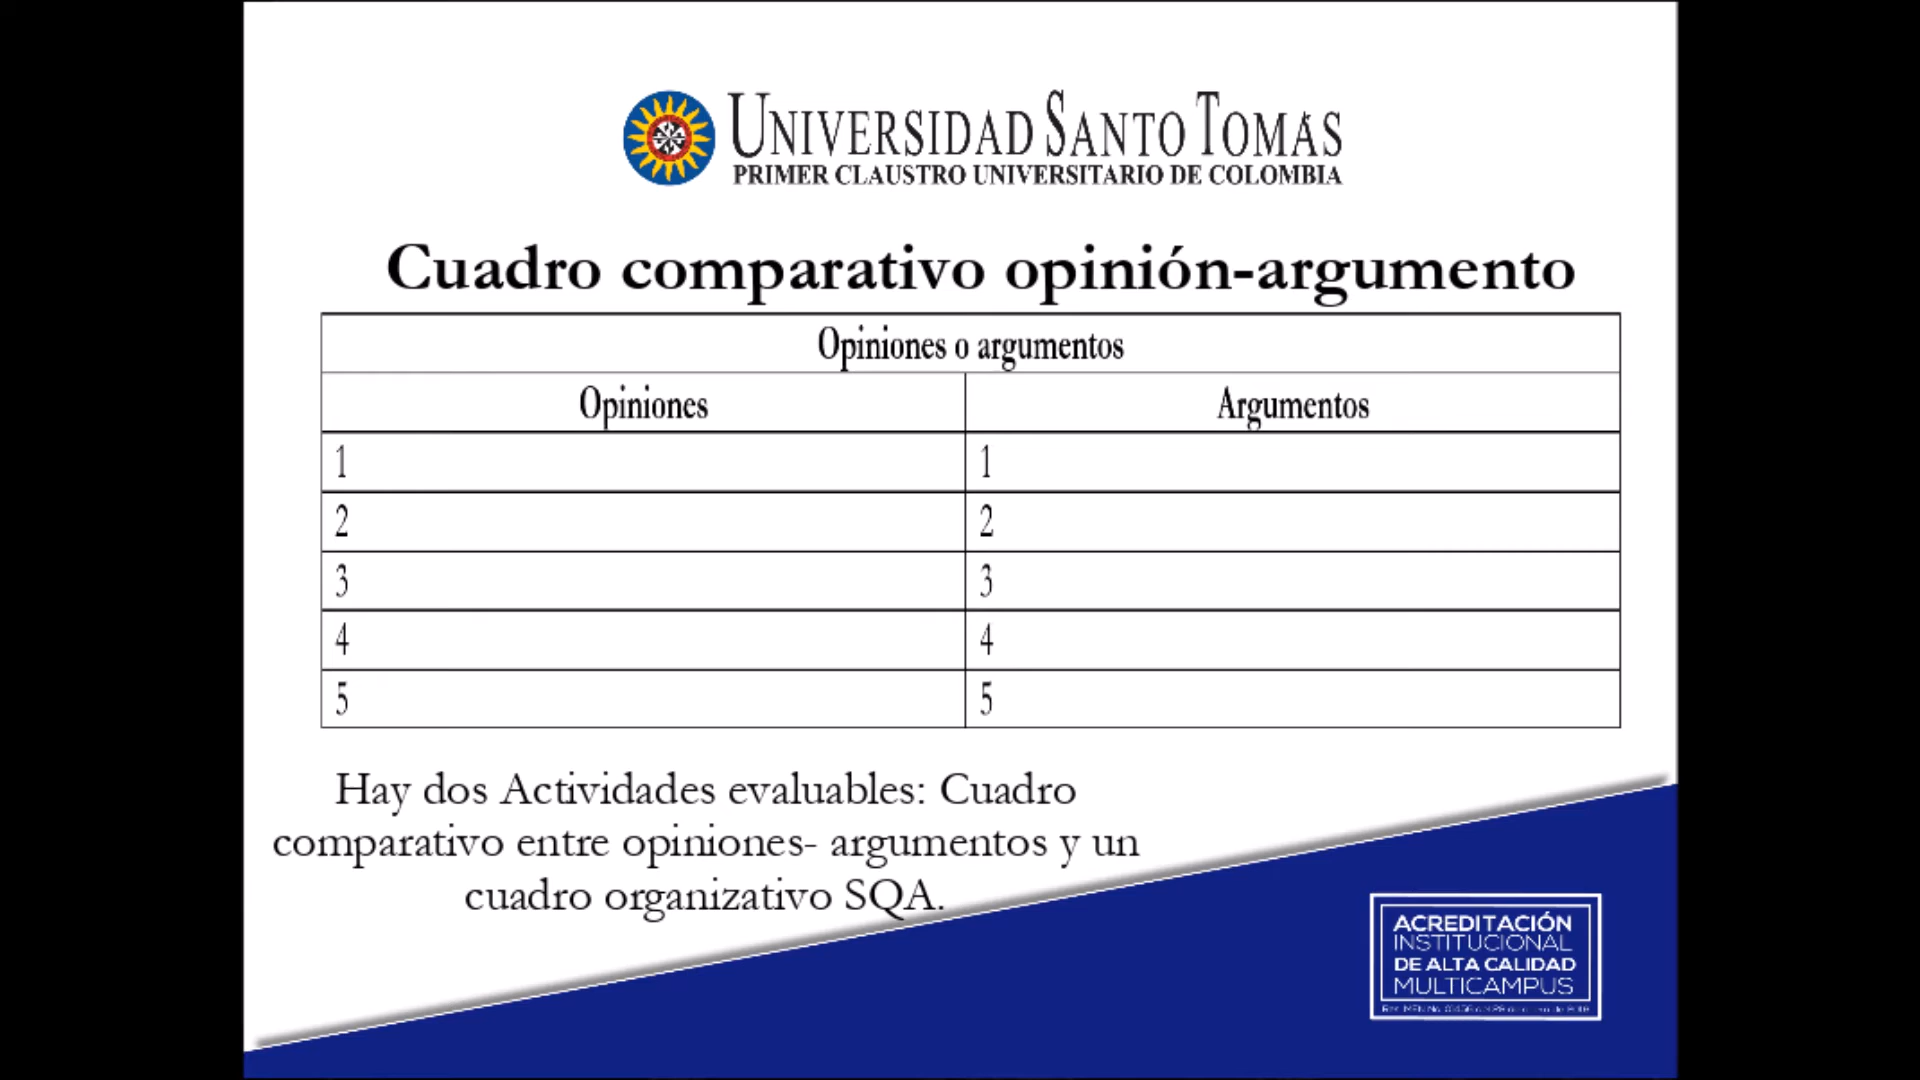 UNIVERSIDAD SANTO TOMÁS
PRIMER CLAUSTRO UNIVERSITARIO DE COLOMBIA
Cuadro comparativo opinión-argumento
Opiniones o argumentos
Opiniones Argumentos
1 1
2 2
3 3
4 4
5 5
Hay dos Actividades evaluables: Cuadro
comparativo entre opiniones- argumentos y un
cuadro organizativo SQA.
ACREDITACIÓN
INSTITUCIONAL
DE ALTA CALIDAD
MULTICAMPUS